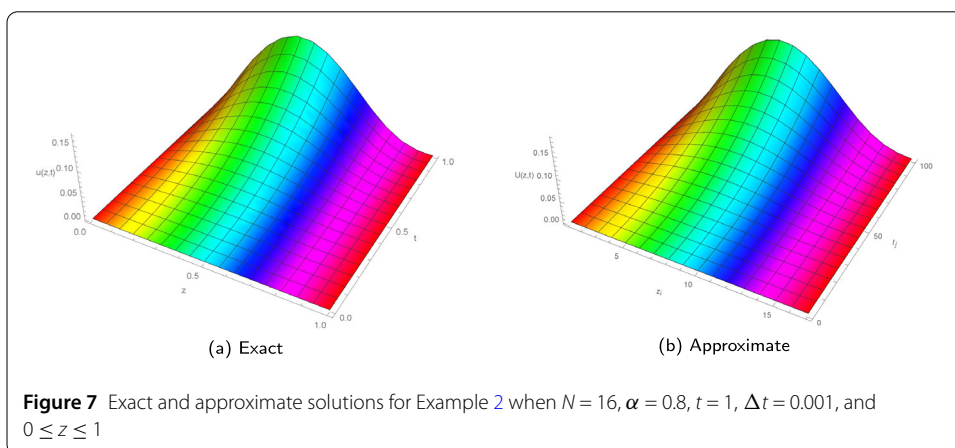 0.15
u(z,t)
0.10
0.05
0.00
0.0
0.5
z
1.0
0.0
0.5
t
1.0
(a) Exact
0.15
U(z,t)
0.10
0.05
0.00
5
10
z_i
15
0
50
t_j
100
(b) Approximate
Figure 7 Exact and approximate solutions for Example 2 when N = 16, α = 0.8, t = 1, Δt = 0.001, and
0 ≤ z ≤ 1